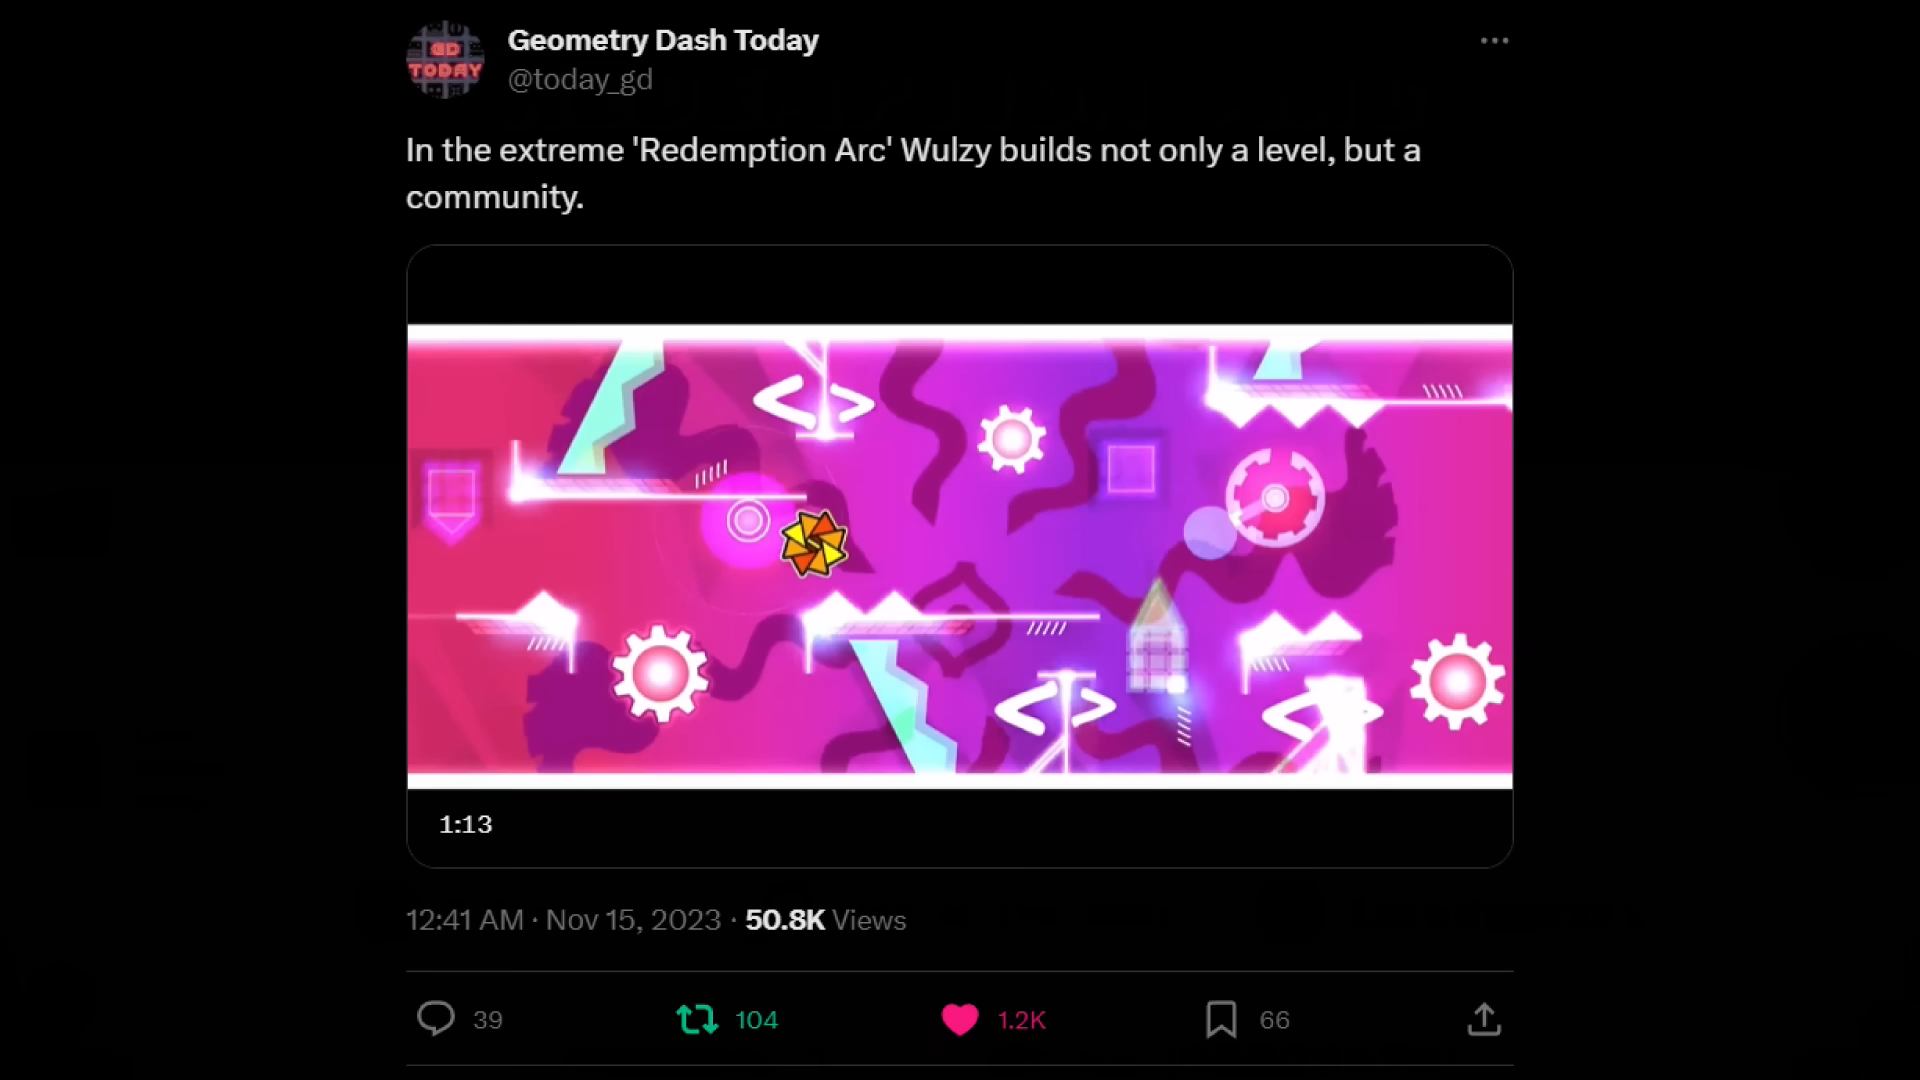 GD
TODAY
Geometry Dash Today
@today_gd
In the extreme 'Redemption Arc' Wulzy builds not only a level, but a
community.
1:13
12:41 AM · Nov 15, 2023 · 50.8K Views
39
104
1.2K
66